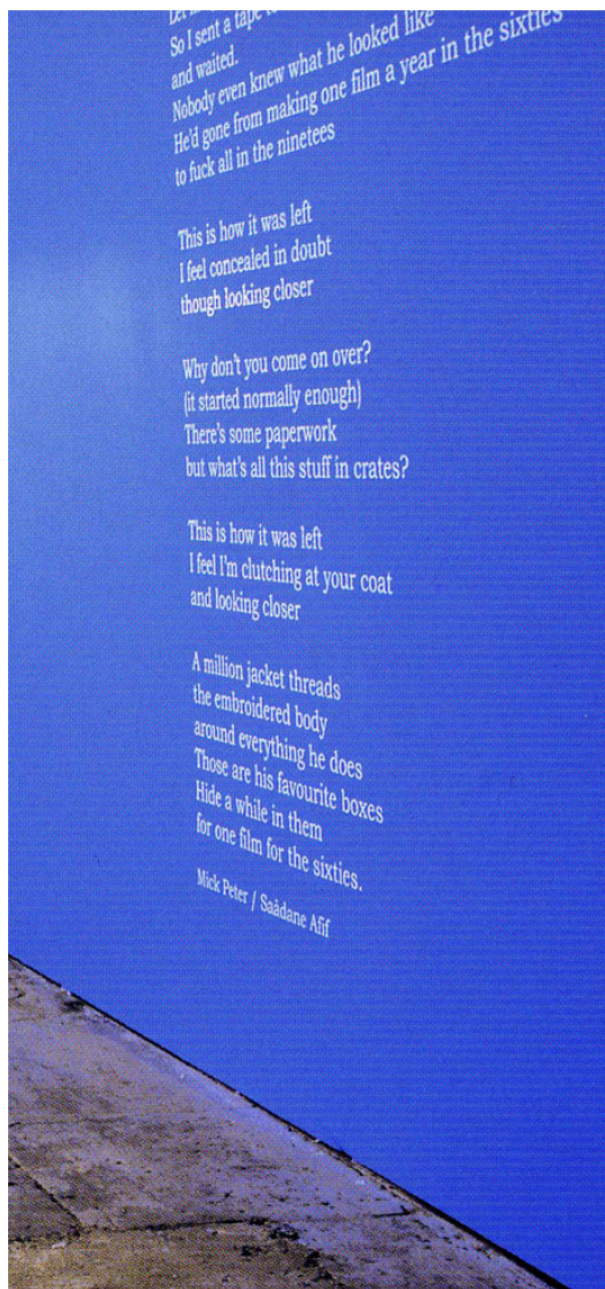 So I sent a tape
and waited.
Nobody even knew what he looked like
He'd gone from making one film a year in the sixties
to fuck all in the ninetees

This is how it was left
I feel concealed in doubt
though looking closer

Why don't you come on over?
(it started normally enough)
There's some paperwork
but what's all this stuff in crates?

This is how it was left
I feel I'm clutching at your coat
and looking closer

A million jacket threads
the embroidered body
around everything he does
Those are his favourite boxes
Hide a while in them
for one film for the sixties.

Mick Peter / Saâdane Afif